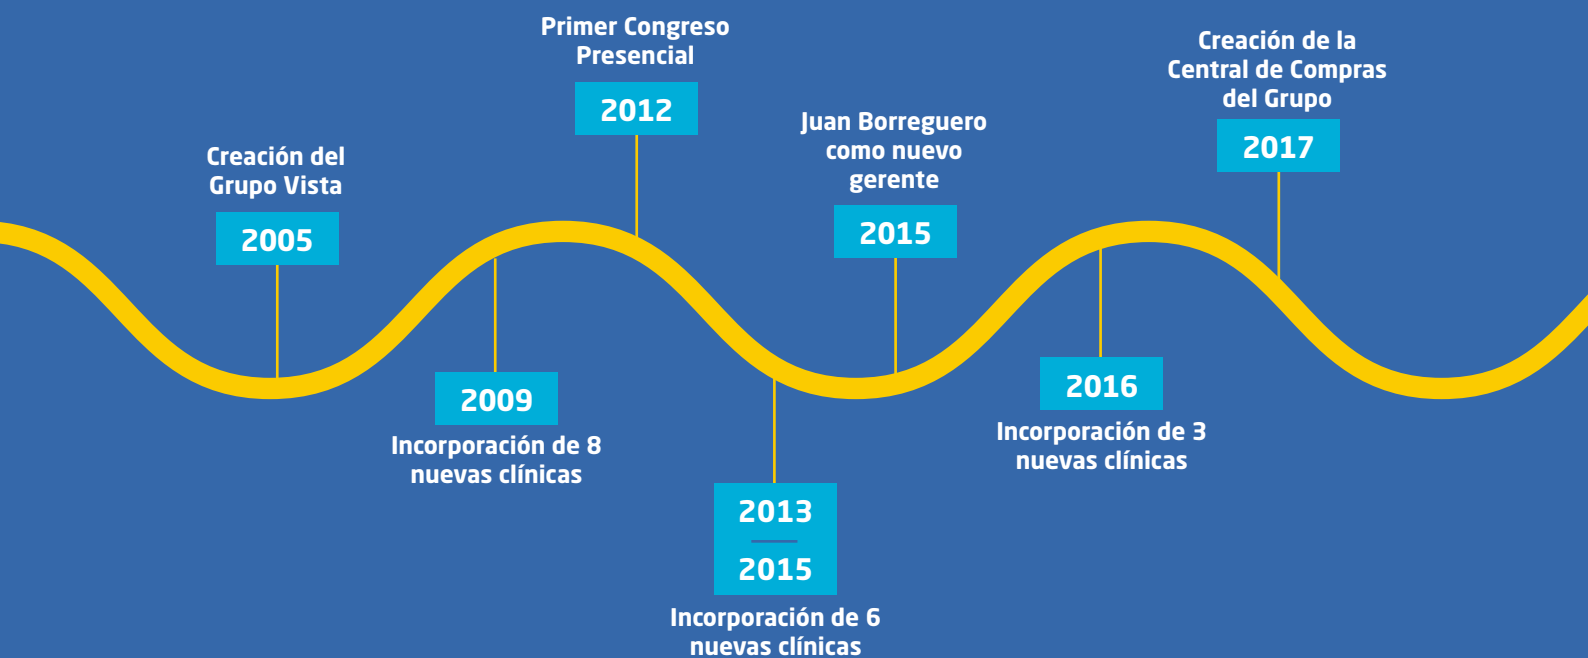 Creación del
Grupo Vista
2005
2009
Incorporación de 8
nuevas clínicas
Primer Congreso
Presencial
2012
2013
2015
Incorporación de 6
nuevas clínicas
Juan Borreguero
como nuevo
gerente
2015
2016
Incorporación de 3
nuevas clínicas
Creación de la
Central de Compras
del Grupo
2017